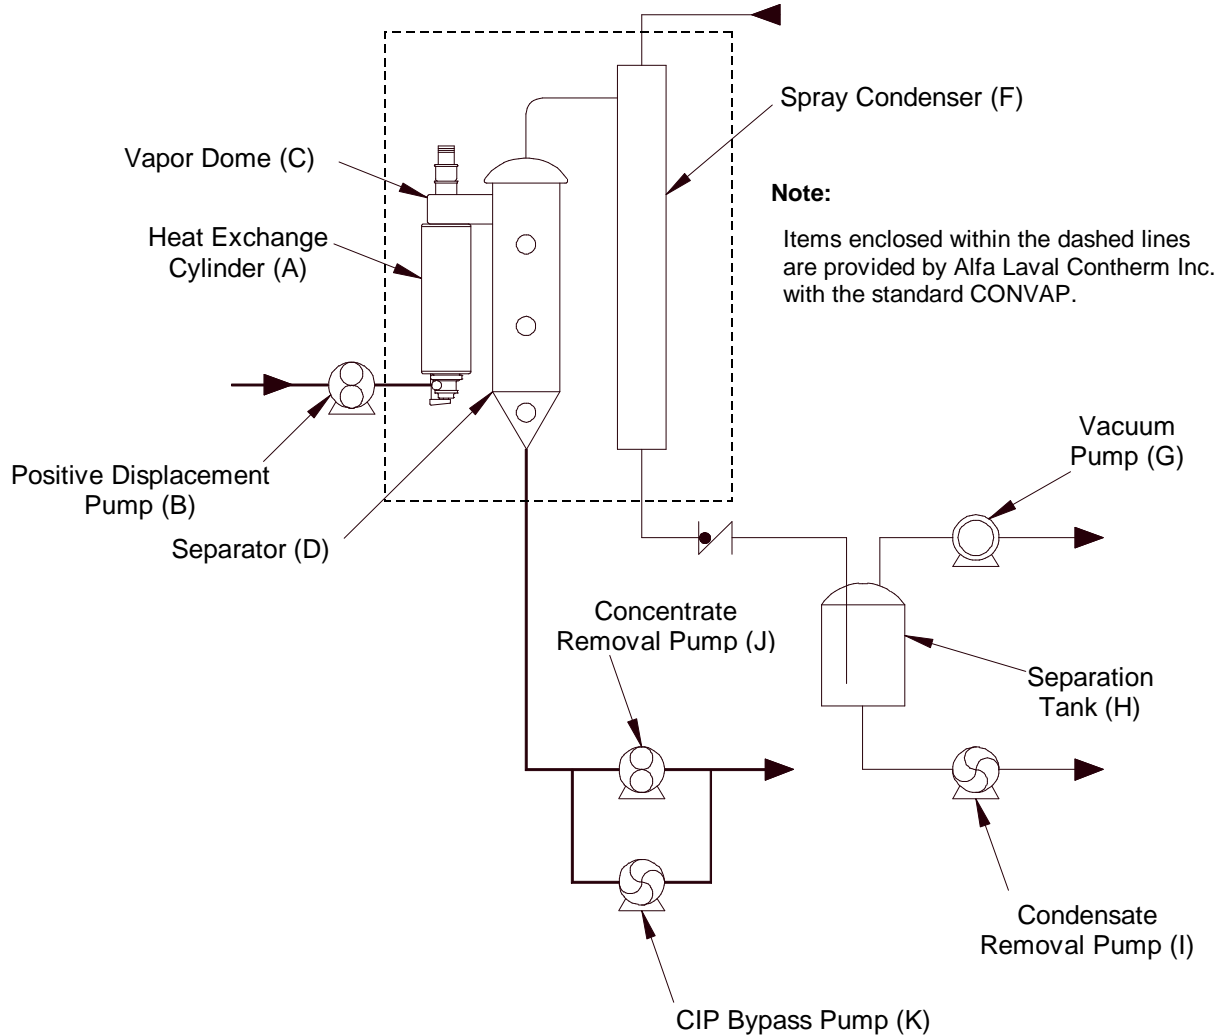 Spray Condenser (F)
Vapor Dome (C)
Note:
Heat Exchange
Cylinder (A)
Items enclosed within the dashed lines
are provided by Alfa Laval Contherm Inc.
with the standard CONVAP.
Vacuum
Pump (G)
Positive Displacement
Pump (B)
Separator (D)
Concentrate
Removal Pump (J)
Separation
Tank (H)
Condensate
Removal Pump (I)
CIP Bypass Pump (K)